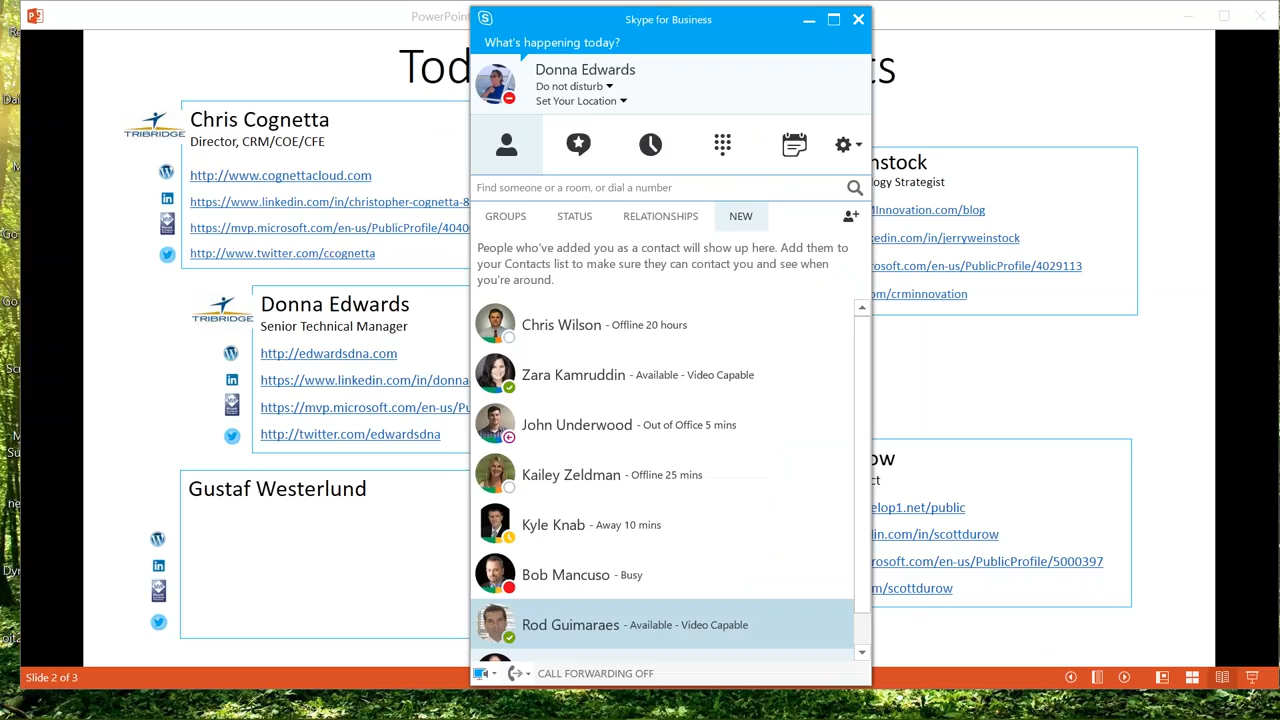 PowerPoint
Skype for Business
What's happening today?
Tod
cs
Donna Edwards
Do not disturb
Set Your Location
TRIBRIDGE
Chris Cognetta
Director, CRM/COE/CFE
http://www.cognettacloud.com
https://www.linkedin.com/in/christopher-cognetta-8
https://mvp.microsoft.com/en-us/PublicProfile/4040
http://www.twitter.com/ccognetta
nstock
ogy Strategist
MInnovation.com/blog
kedin.com/in/jerryweinstock
osoft.com/en-us/PublicProfile/4029113
om/crminnovation
Find someone or a room, or dial a number
GROUPS STATUS RELATIONSHIPS NEW
People who've added you as a contact will show up here. Add them to
your Contacts list to make sure they can contact you and see when
you're around.
TRIBRIDGE
Donna Edwards
Senior Technical Manager
http://edwardsdna.com
https://www.linkedin.com/in/donna
https://mvp.microsoft.com/en-us/Pu
http://twitter.com/edwardsdna
Chris Wilson - Offline 20 hours
Zara Kamruddin - Available - Video Capable
John Underwood - Out of Office 5 mins
Kailey Zeldman - Offline 25 mins
Kyle Knab - Away 10 mins
Bob Mancuso - Busy
Rod Guimaraes - Available - Video Capable
Gustaf Westerlund
ow
ct
elop1.net/public
din.com/in/scottdurow
osoft.com/en-us/PublicProfile/5000397
m/scottdurow
CALL FORWARDING OFF
Slide 2 of 3